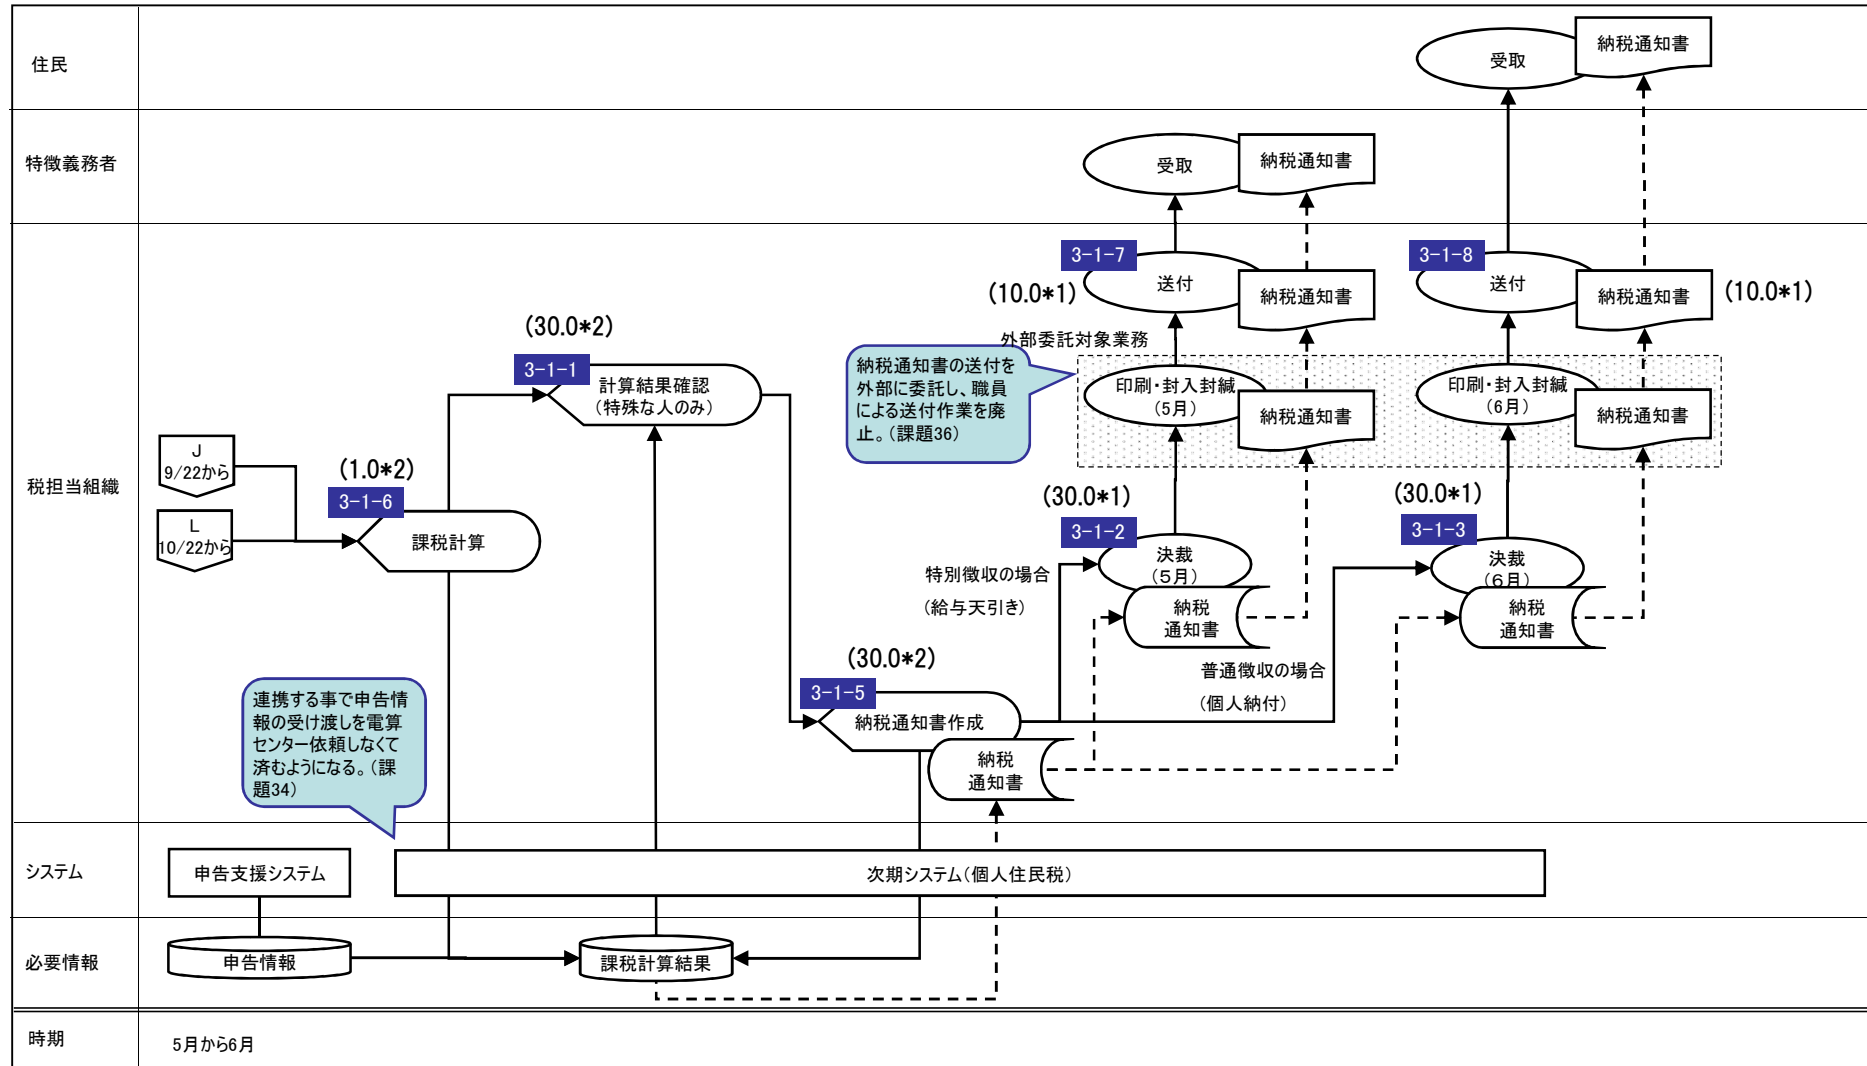 住民
受取
納税通知書
特徴義務者
受取
納税通知書
税担当組織
3-1-7
送付
(10.0*1)
納税通知書
3-1-8
送付
納税通知書
(10.0*1)
外部委託対象業務
納税通知書の送付を
外部に委託し、職員
による送付作業を廃
止。(課題36)
印刷・封入封緘
(5月)
納税通知書
印刷・封入封緘
(6月)
納税通知書
(30.0*2)
3-1-1
計算結果確認
(特殊な人のみ)
J
9/22から
L
10/22から
(1.0*2)
3-1-6
課税計算
(30.0*1)
3-1-2
決裁
(5月)
納税
通知書
(30.0*1)
3-1-3
決裁
(6月)
納税
通知書
特別徴収の場合
(給与天引き)
普通徴収の場合
(個人納付)
(30.0*2)
3-1-5
納税通知書作成
納税
通知書
連携する事で申告情
報の受け渡しを電算
センター依頼しなくて
済むようになる。(課
題34)
システム
申告支援システム
次期システム(個人住民税)
必要情報
申告情報
課税計算結果
時期
5月から6月